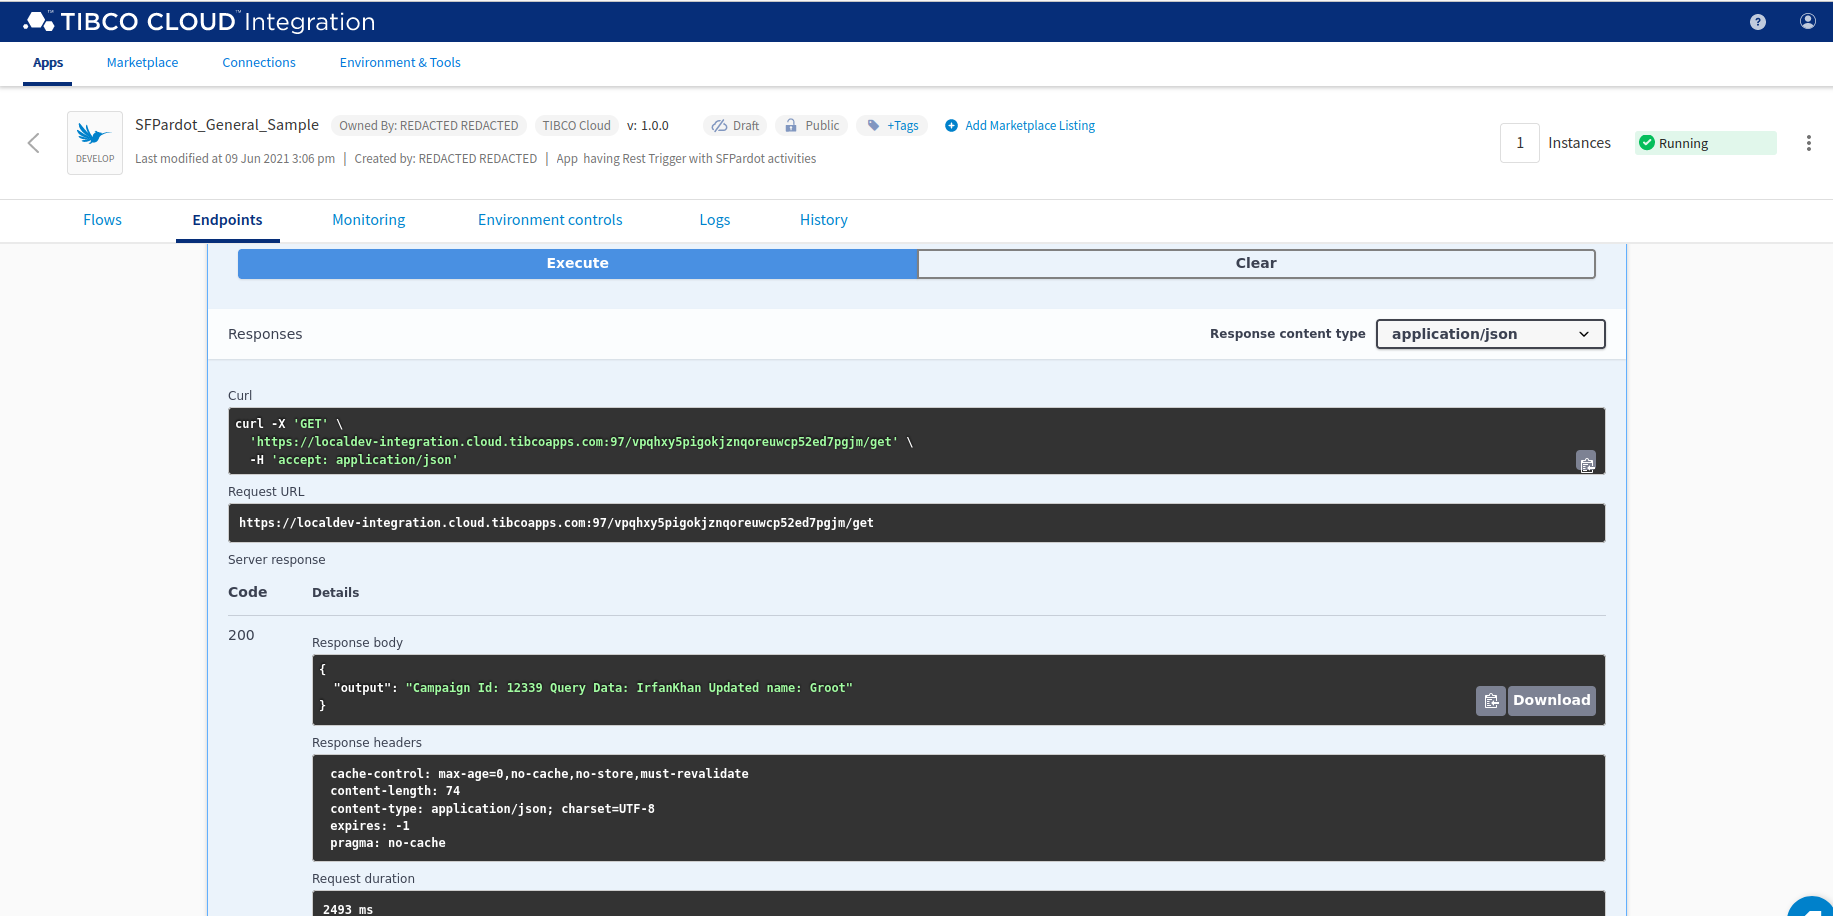 TIBCO CLOUD™ Integration
?
Apps Marketplace Connections Environment & Tools
SFPardot_General_Sample Owned By: REDACTED REDACTED TIBCO Cloud v: 1.0.0 Draft Public +Tags Add Marketplace Listing
DEVELOP
Last modified at 09 Jun 2021 3:06 pm | Created by: REDACTED REDACTED | App having Rest Trigger with SFPardot activities
1 Instances Running
Flows Endpoints Monitoring Environment controls Logs History
Execute Clear
Responses Response content type application/json
Curl
curl -X 'GET' \
'https://localdev-integration.cloud.tibcoapps.com:97/vpqhxy5pigokjznqoreuwcp52ed7pgjm/get' \
-H 'accept: application/json'
Request URL
https://localdev-integration.cloud.tibcoapps.com:97/vpqhxy5pigokjznqoreuwcp52ed7pgjm/get
Server response
Code Details
200
Response body
{
"output": "Campaign Id: 12339 Query Data: IrfanKhan Updated name: Groot"
}
Download
Response headers
cache-control: max-age=0,no-cache,no-store,must-revalidate
content-length: 74
content-type: application/json; charset=UTF-8
expires: -1
pragma: no-cache
Request duration
2493 ms